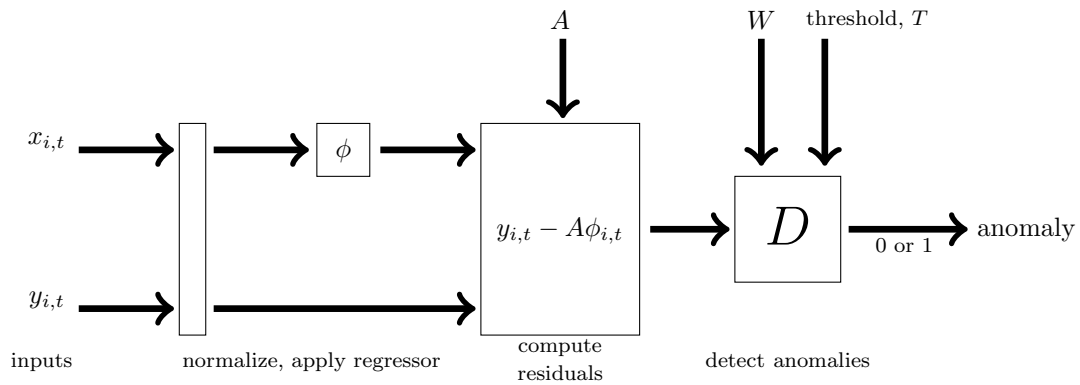 A
W
threshold, T
x_{i,t}
ϕ
y_{i,t} − Aϕ_{i,t}
D
anomaly
0 or 1
y_{i,t}
inputs
normalize, apply regressor
compute
residuals
detect anomalies